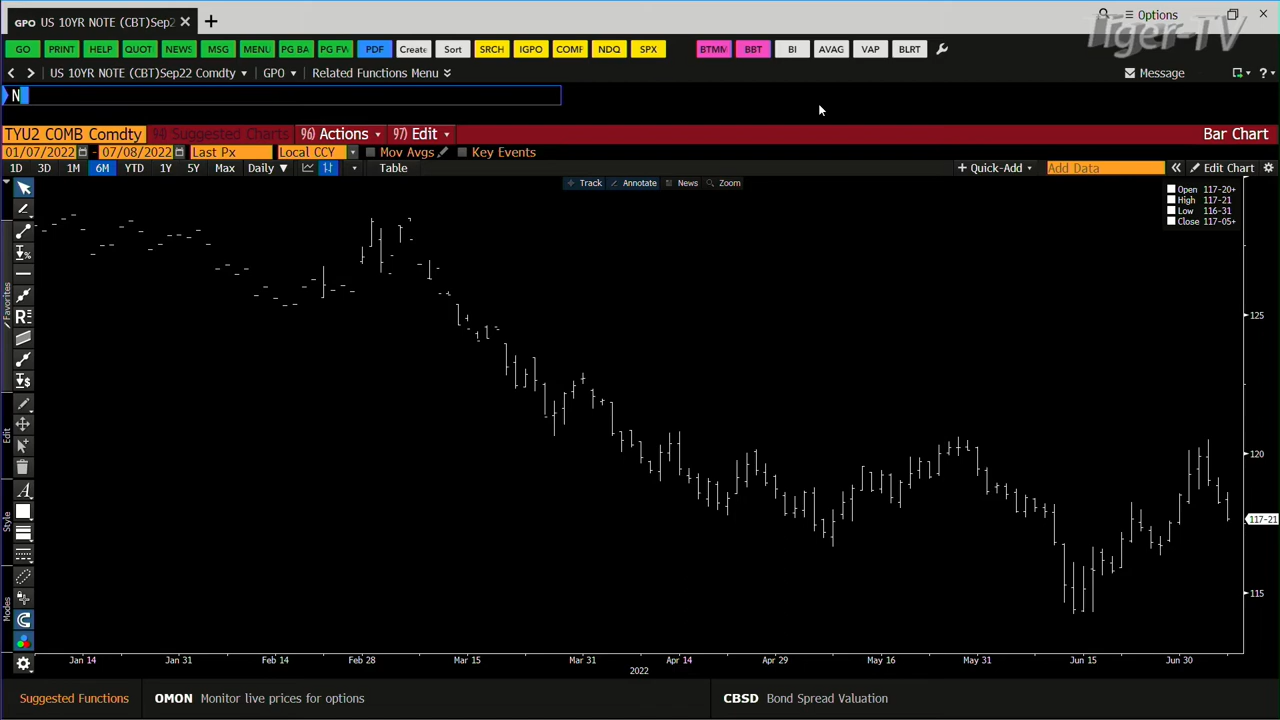 GPO US 10YR NOTE (CBT)Sep2
Options
Tiger-TV
GO PRINT HELP QUOT NEWS MSG MENU PG BA PG FW PDF Create Sort SRCH IGPO COMF NDQ SPX BTMM BBT BI AVAG VAP BLRT
US 10YR NOTE (CBT)Sep22 Comdty GPO Related Functions Menu Message ?
N
TYU2 COMB Comdty 94) Suggested Charts 96) Actions 97) Edit Bar Chart
01/07/2022 - 07/08/2022 Last Px Local CCY Mov Avgs Key Events
1D 3D 1M 6M YTD 1Y 5Y Max Daily Table + Quick-Add Add Data Edit Chart
Track Annotate News Zoom
Open 117-20+
High 117-21
Low 116-31
Close 117-05+
Favorites
Edit
Style
Modes
125
120
117-21
115
Jan 14 Jan 31 Feb 14 Feb 28 Mar 15 Mar 31 Apr 14 Apr 29 May 16 May 31 Jun 15 Jun 30
2022
Suggested Functions OMON Monitor live prices for options CBSD Bond Spread Valuation